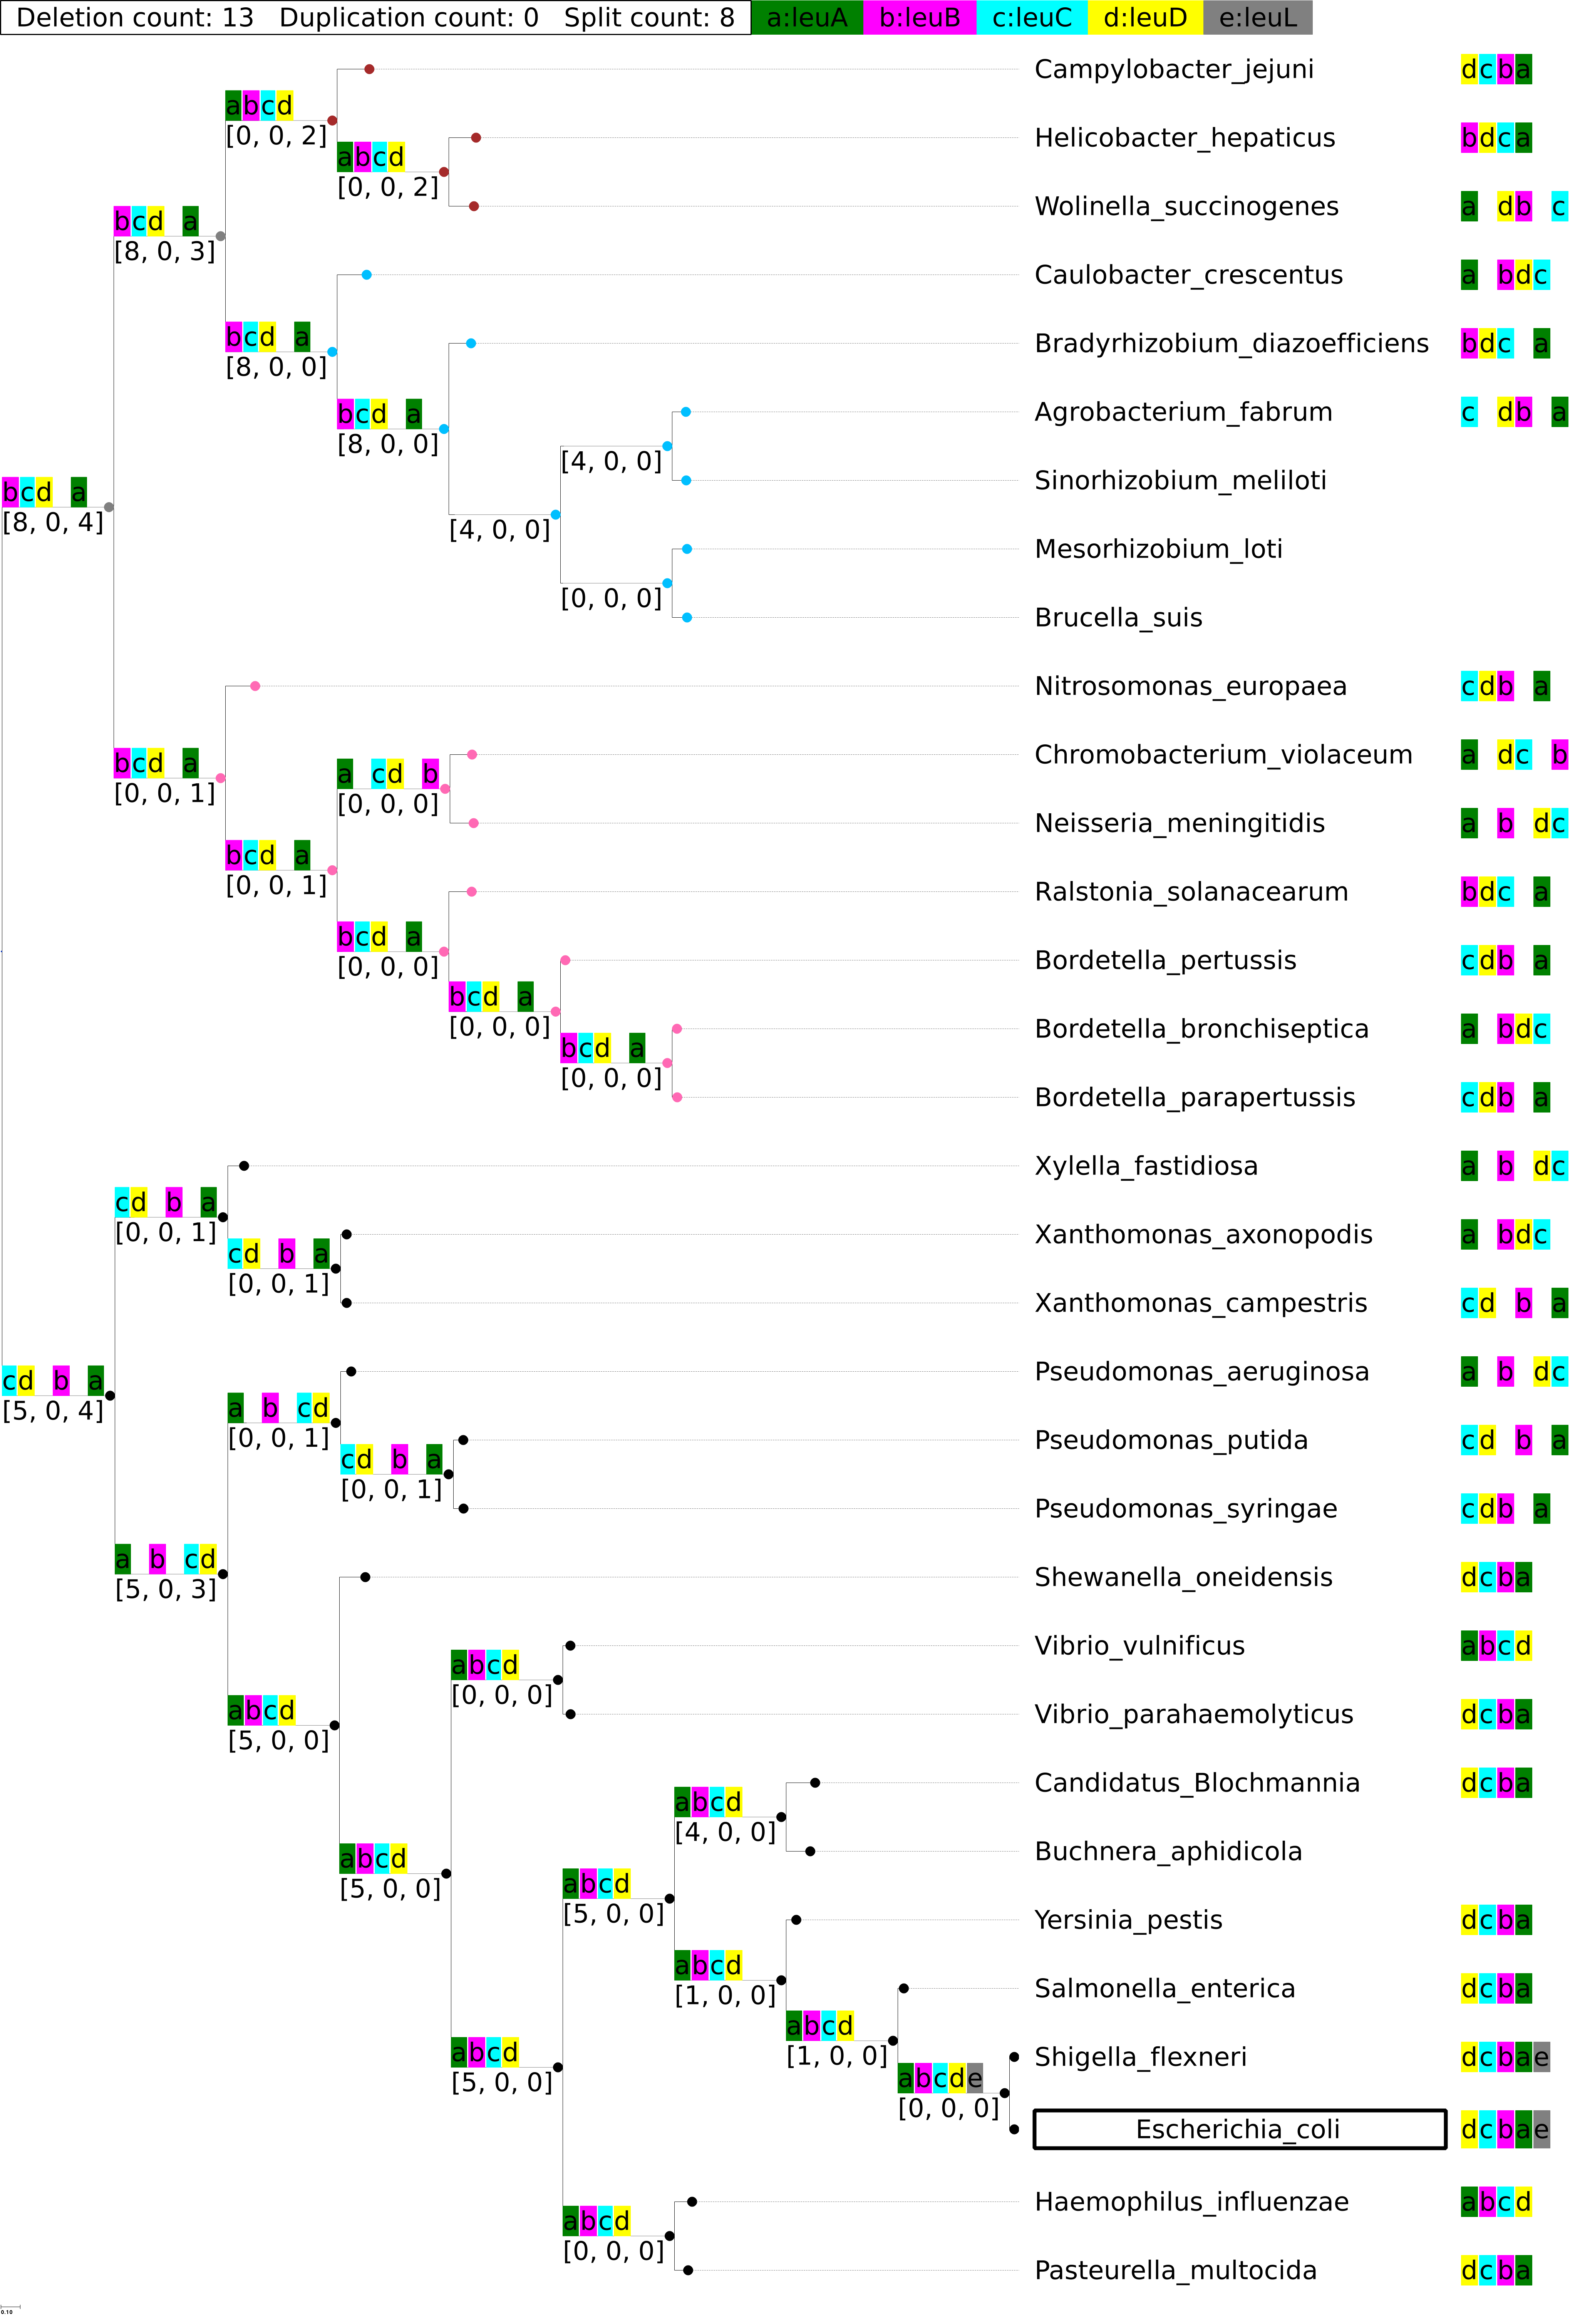 Deletion count: 13 Duplication count: 0 Split count: 8 a:leuA b:leuB c:leuC d:leuD e:leuL
Campylobacter_jejuni dcba
abcd
[0, 0, 2]
Helicobacter_hepaticus bdca
abcd
[0, 0, 2]
Wolinella_succinogenes a db c
bcd a
[8, 0, 3]
Caulobacter_crescentus a bdc
bcd a
[8, 0, 0]
Bradyrhizobium_diazoefficiens bdc a
bcd a
[8, 0, 0]
Agrobacterium_fabrum c db a
[4, 0, 0]
Sinorhizobium_meliloti
bcd a
[8, 0, 4]
[4, 0, 0]
Mesorhizobium_loti
[0, 0, 0]
Brucella_suis
Nitrosomonas_europaea cdb a
bcd a
[0, 0, 1]
Chromobacterium_violaceum a dc b
a cd b
[0, 0, 0]
Neisseria_meningitidis a b dc
bcd a
[0, 0, 1]
Ralstonia_solanacearum bdc a
bcd a
[0, 0, 0]
Bordetella_pertussis cdb a
bcd a
[0, 0, 0]
Bordetella_bronchiseptica a bdc
bcd a
[0, 0, 0]
Bordetella_parapertussis cdb a
Xylella_fastidiosa a b dc
cd b a
[0, 0, 1]
Xanthomonas_axonopodis a bdc
cd b a
[0, 0, 1]
Xanthomonas_campestris cd b a
Pseudomonas_aeruginosa a b dc
cd b a
[5, 0, 4]
a b cd
[0, 0, 1]
Pseudomonas_putida cd b a
cd b a
[0, 0, 1]
Pseudomonas_syringae cdb a
a b cd
[5, 0, 3]
Shewanella_oneidensis dcba
Vibrio_vulnificus abcd
abcd
[0, 0, 0]
Vibrio_parahaemolyticus dcba
abcd
[5, 0, 0]
Candidatus_Blochmannia dcba
abcd
[4, 0, 0]
Buchnera_aphidicola
abcd
[5, 0, 0]
abcd
[5, 0, 0]
Yersinia_pestis dcba
abcd
[1, 0, 0]
Salmonella_enterica dcba
abcd
[1, 0, 0]
Shigella_flexneri dcbae
abcd
[5, 0, 0]
abcde
[0, 0, 0]
Escherichia_coli dcbae
Haemophilus_influenzae abcd
abcd
[0, 0, 0]
Pasteurella_multocida dcba
0.10